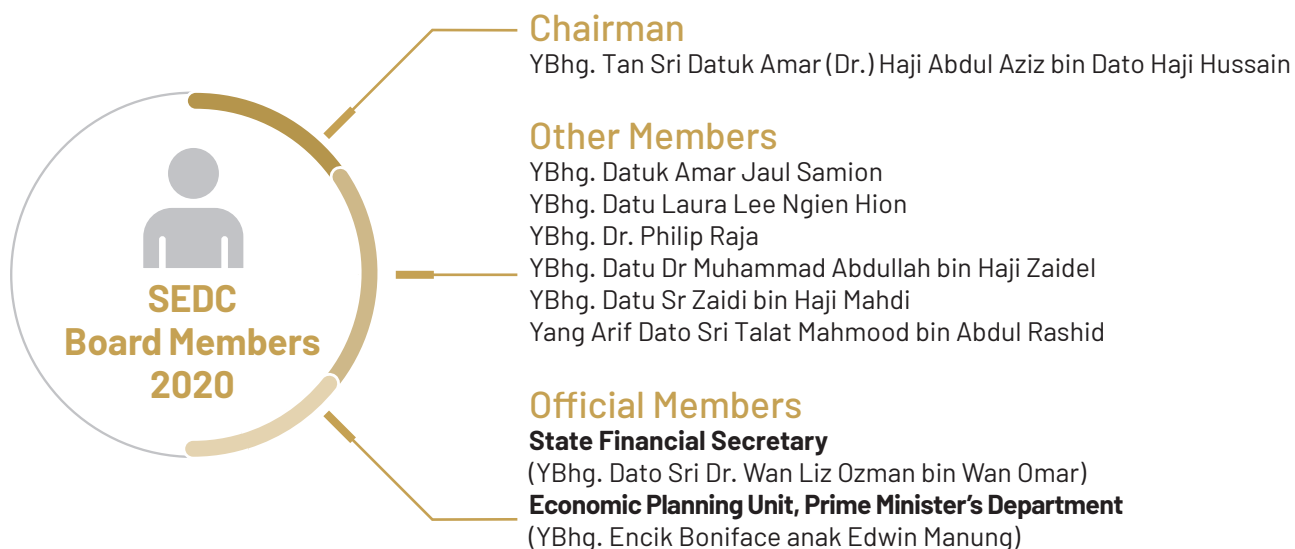 Chairman
YBhg. Tan Sri Datuk Amar (Dr.) Haji Abdul Aziz bin Dato Haji Hussain
Other Members
YBhg. Datuk Amar Jaul Samion
YBhg. Datu Laura Lee Ngien Hion
YBhg. Dr. Philip Raja
YBhg. Datu Dr Muhammad Abdullah bin Haji Zaidel
YBhg. Datu Sr Zaidi bin Haji Mahdi
Yang Arif Dato Sri Talat Mahmood bin Abdul Rashid
SEDC
Board Members
2020
Official Members
State Financial Secretary
(YBhg. Dato Sri Dr. Wan Liz Ozman bin Wan Omar)
Economic Planning Unit, Prime Minister's Department
(YBhg. Encik Boniface anak Edwin Manung)